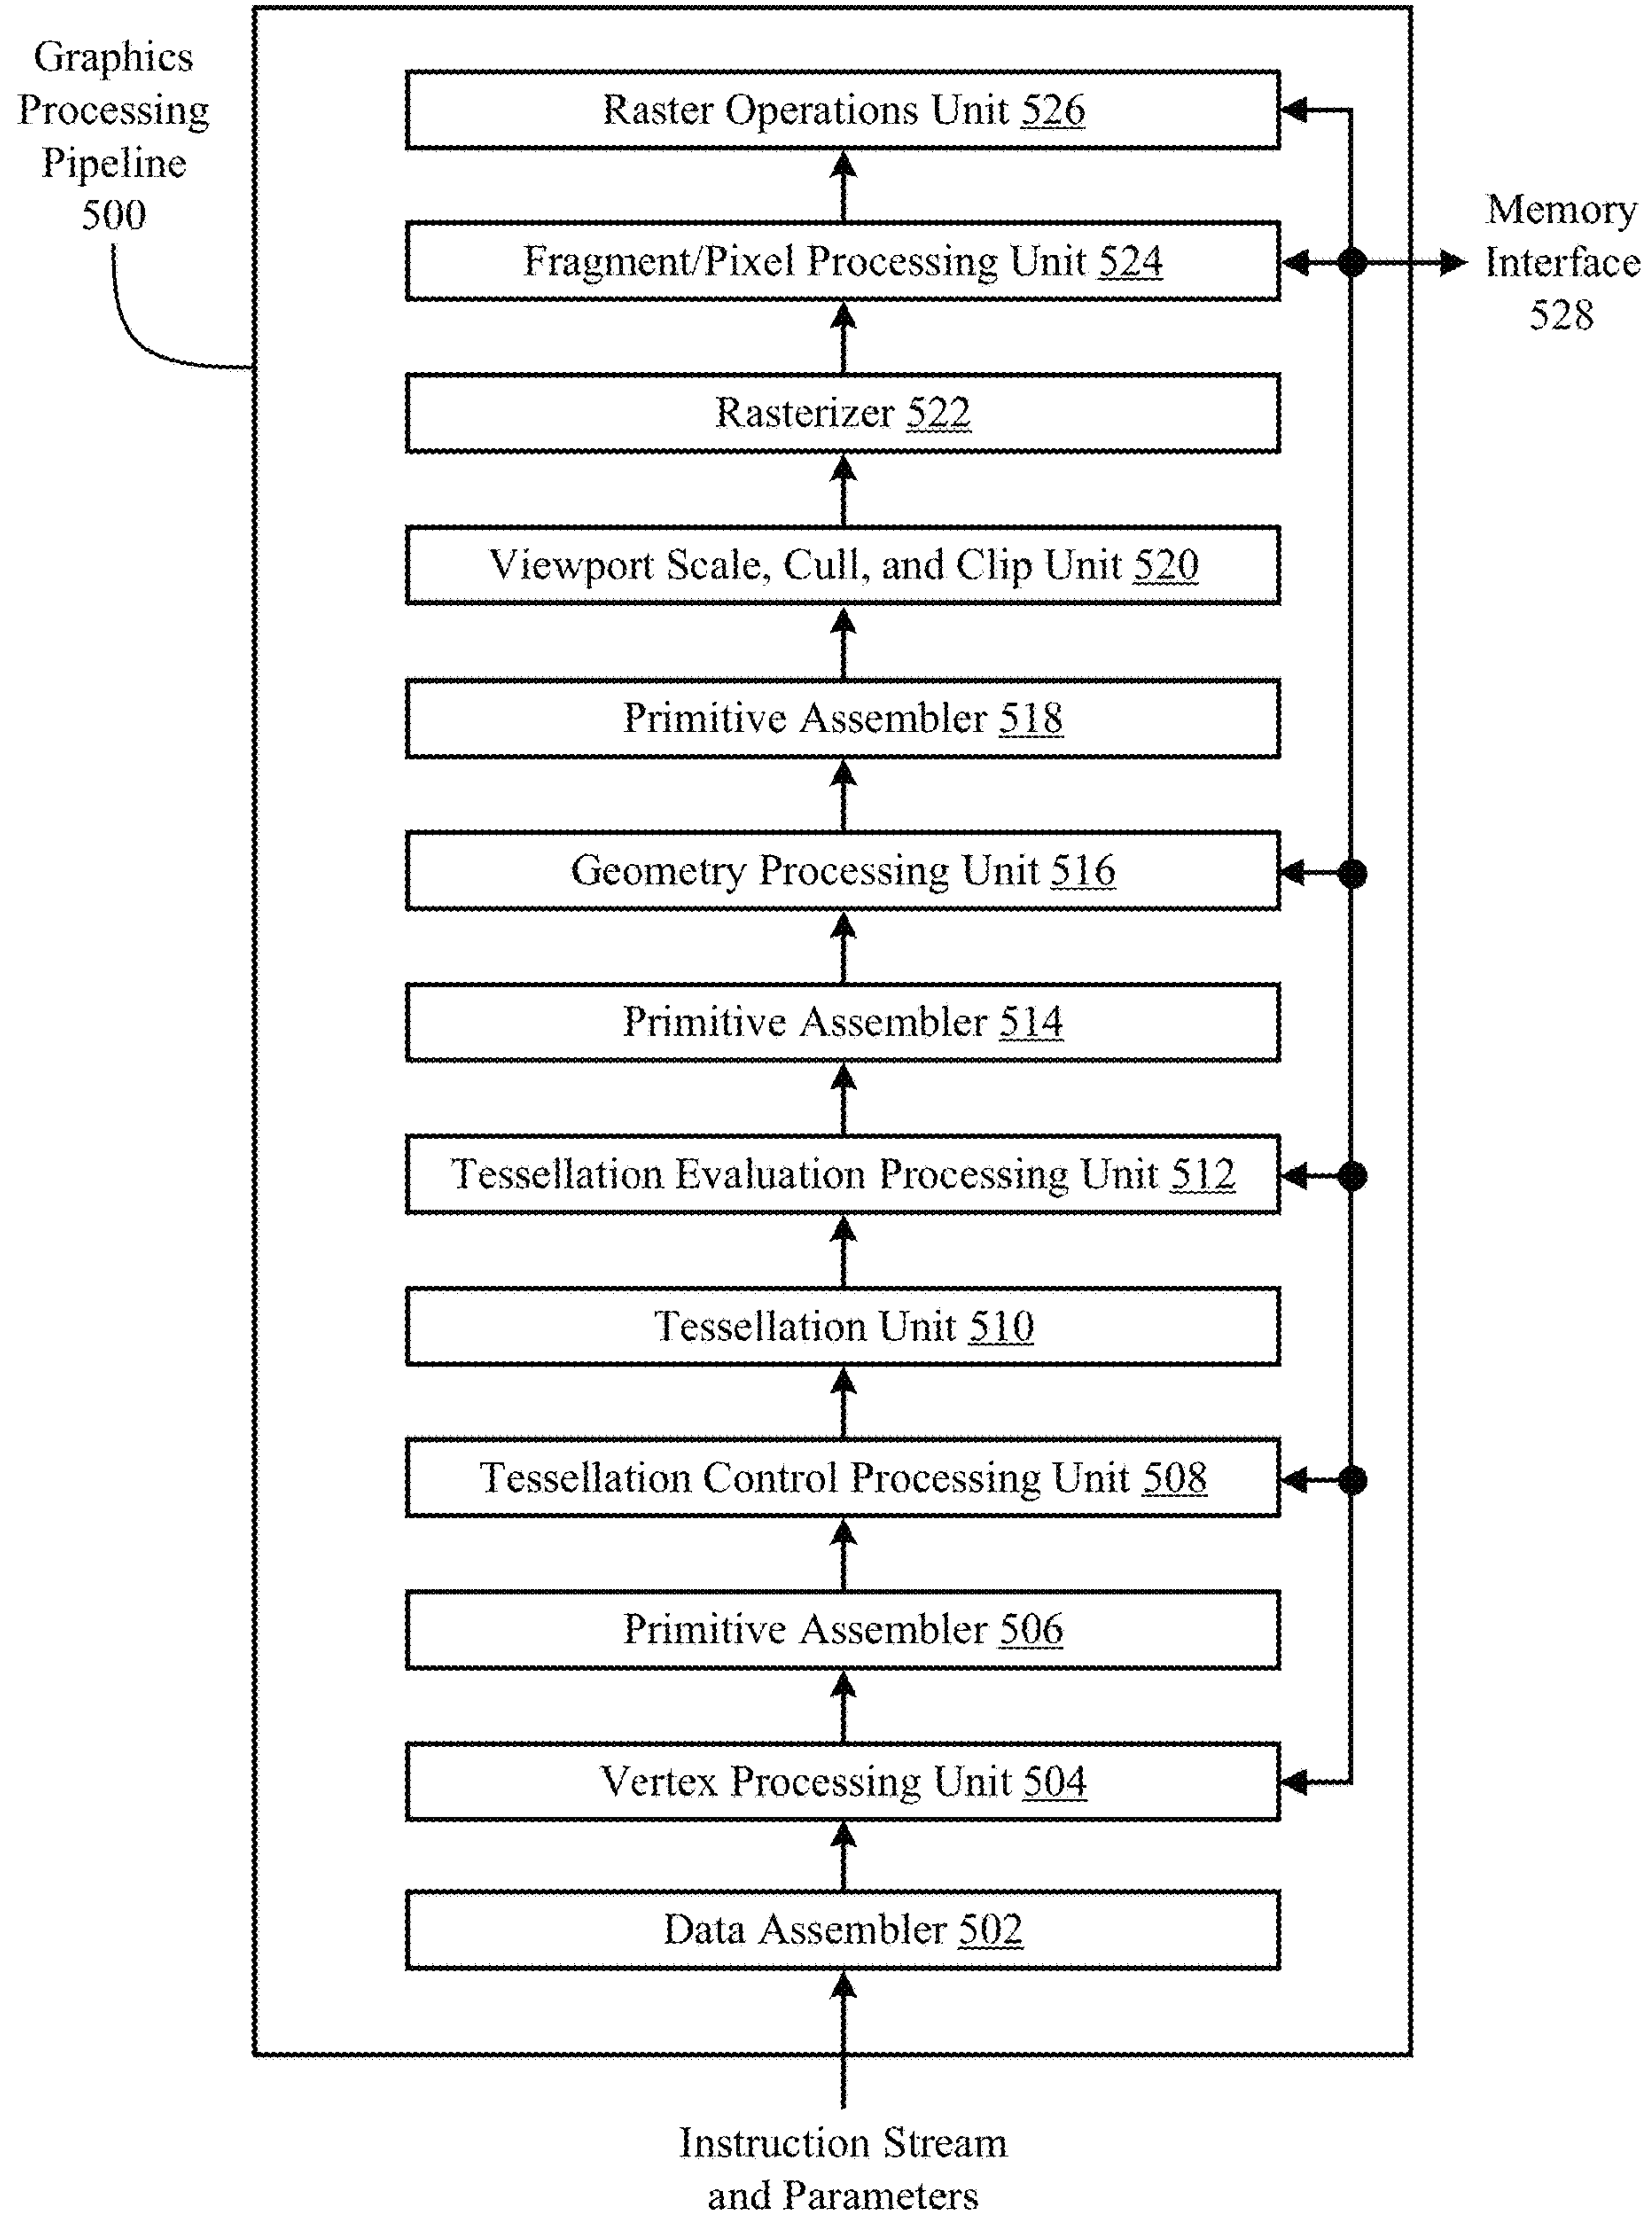 Graphics
Processing
Pipeline
500
Raster Operations Unit 526
Fragment/Pixel Processing Unit 524
Memory
Interface
528
Rasterizer 522
Viewport Scale, Cull, and Clip Unit 520
Primitive Assembler 518
Geometry Processing Unit 516
Primitive Assembler 514
Tessellation Evaluation Processing Unit 512
Tessellation Unit 510
Tessellation Control Processing Unit 508
Primitive Assembler 506
Vertex Processing Unit 504
Data Assembler 502
Instruction Stream
and Parameters